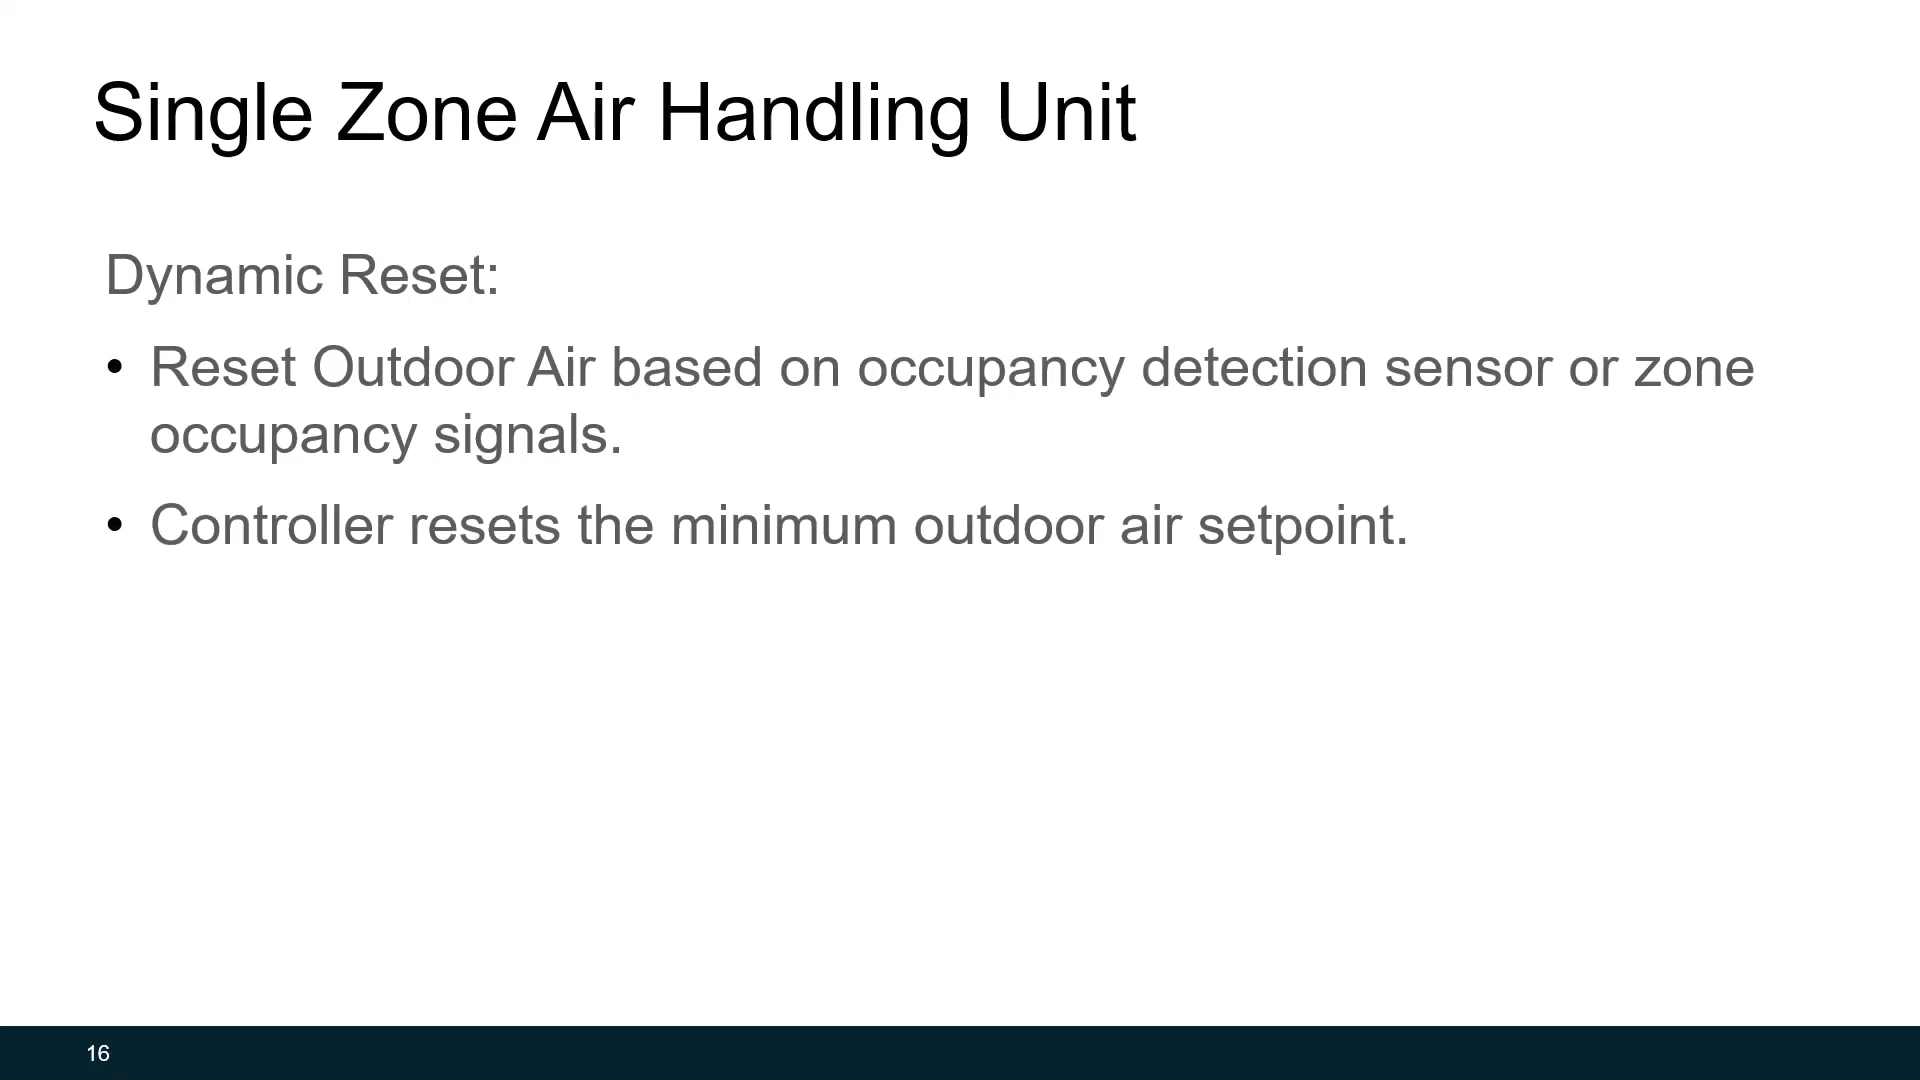 Single Zone Air Handling Unit
Dynamic Reset:
• Reset Outdoor Air based on occupancy detection sensor or zone
occupancy signals.
• Controller resets the minimum outdoor air setpoint.
16